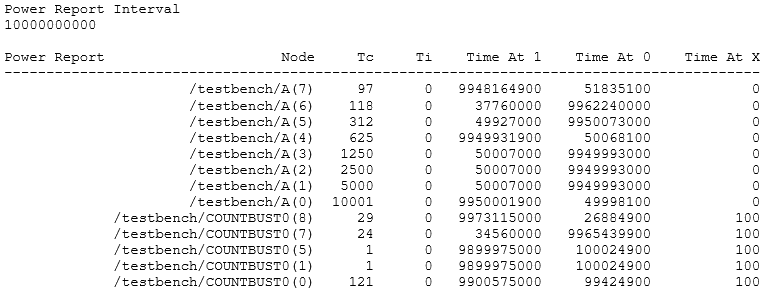 Power Report Interval
10000000000
Power Report Node Tc Ti Time At 1 Time At 0 Time At X
--------------------------------------------------------------------------------
/testbench/A(7) 97 0 9948164900 51835100 0
/testbench/A(6) 118 0 37760000 9962240000 0
/testbench/A(5) 312 0 49927000 9950073000 0
/testbench/A(4) 625 0 9949931900 50068100 0
/testbench/A(3) 1250 0 50007000 9949993000 0
/testbench/A(2) 2500 0 50007000 9949993000 0
/testbench/A(1) 5000 0 50007000 9949993000 0
/testbench/A(0) 10001 0 9950001900 49998100 0
/testbench/COUNTBUST0(8) 29 0 9973115000 26884900 100
/testbench/COUNTBUST0(7) 24 0 34560000 9965439900 100
/testbench/COUNTBUST0(5) 1 0 9899975000 100024900 100
/testbench/COUNTBUST0(1) 1 0 9899975000 100024900 100
/testbench/COUNTBUST0(0) 121 0 9900575000 99424900 100